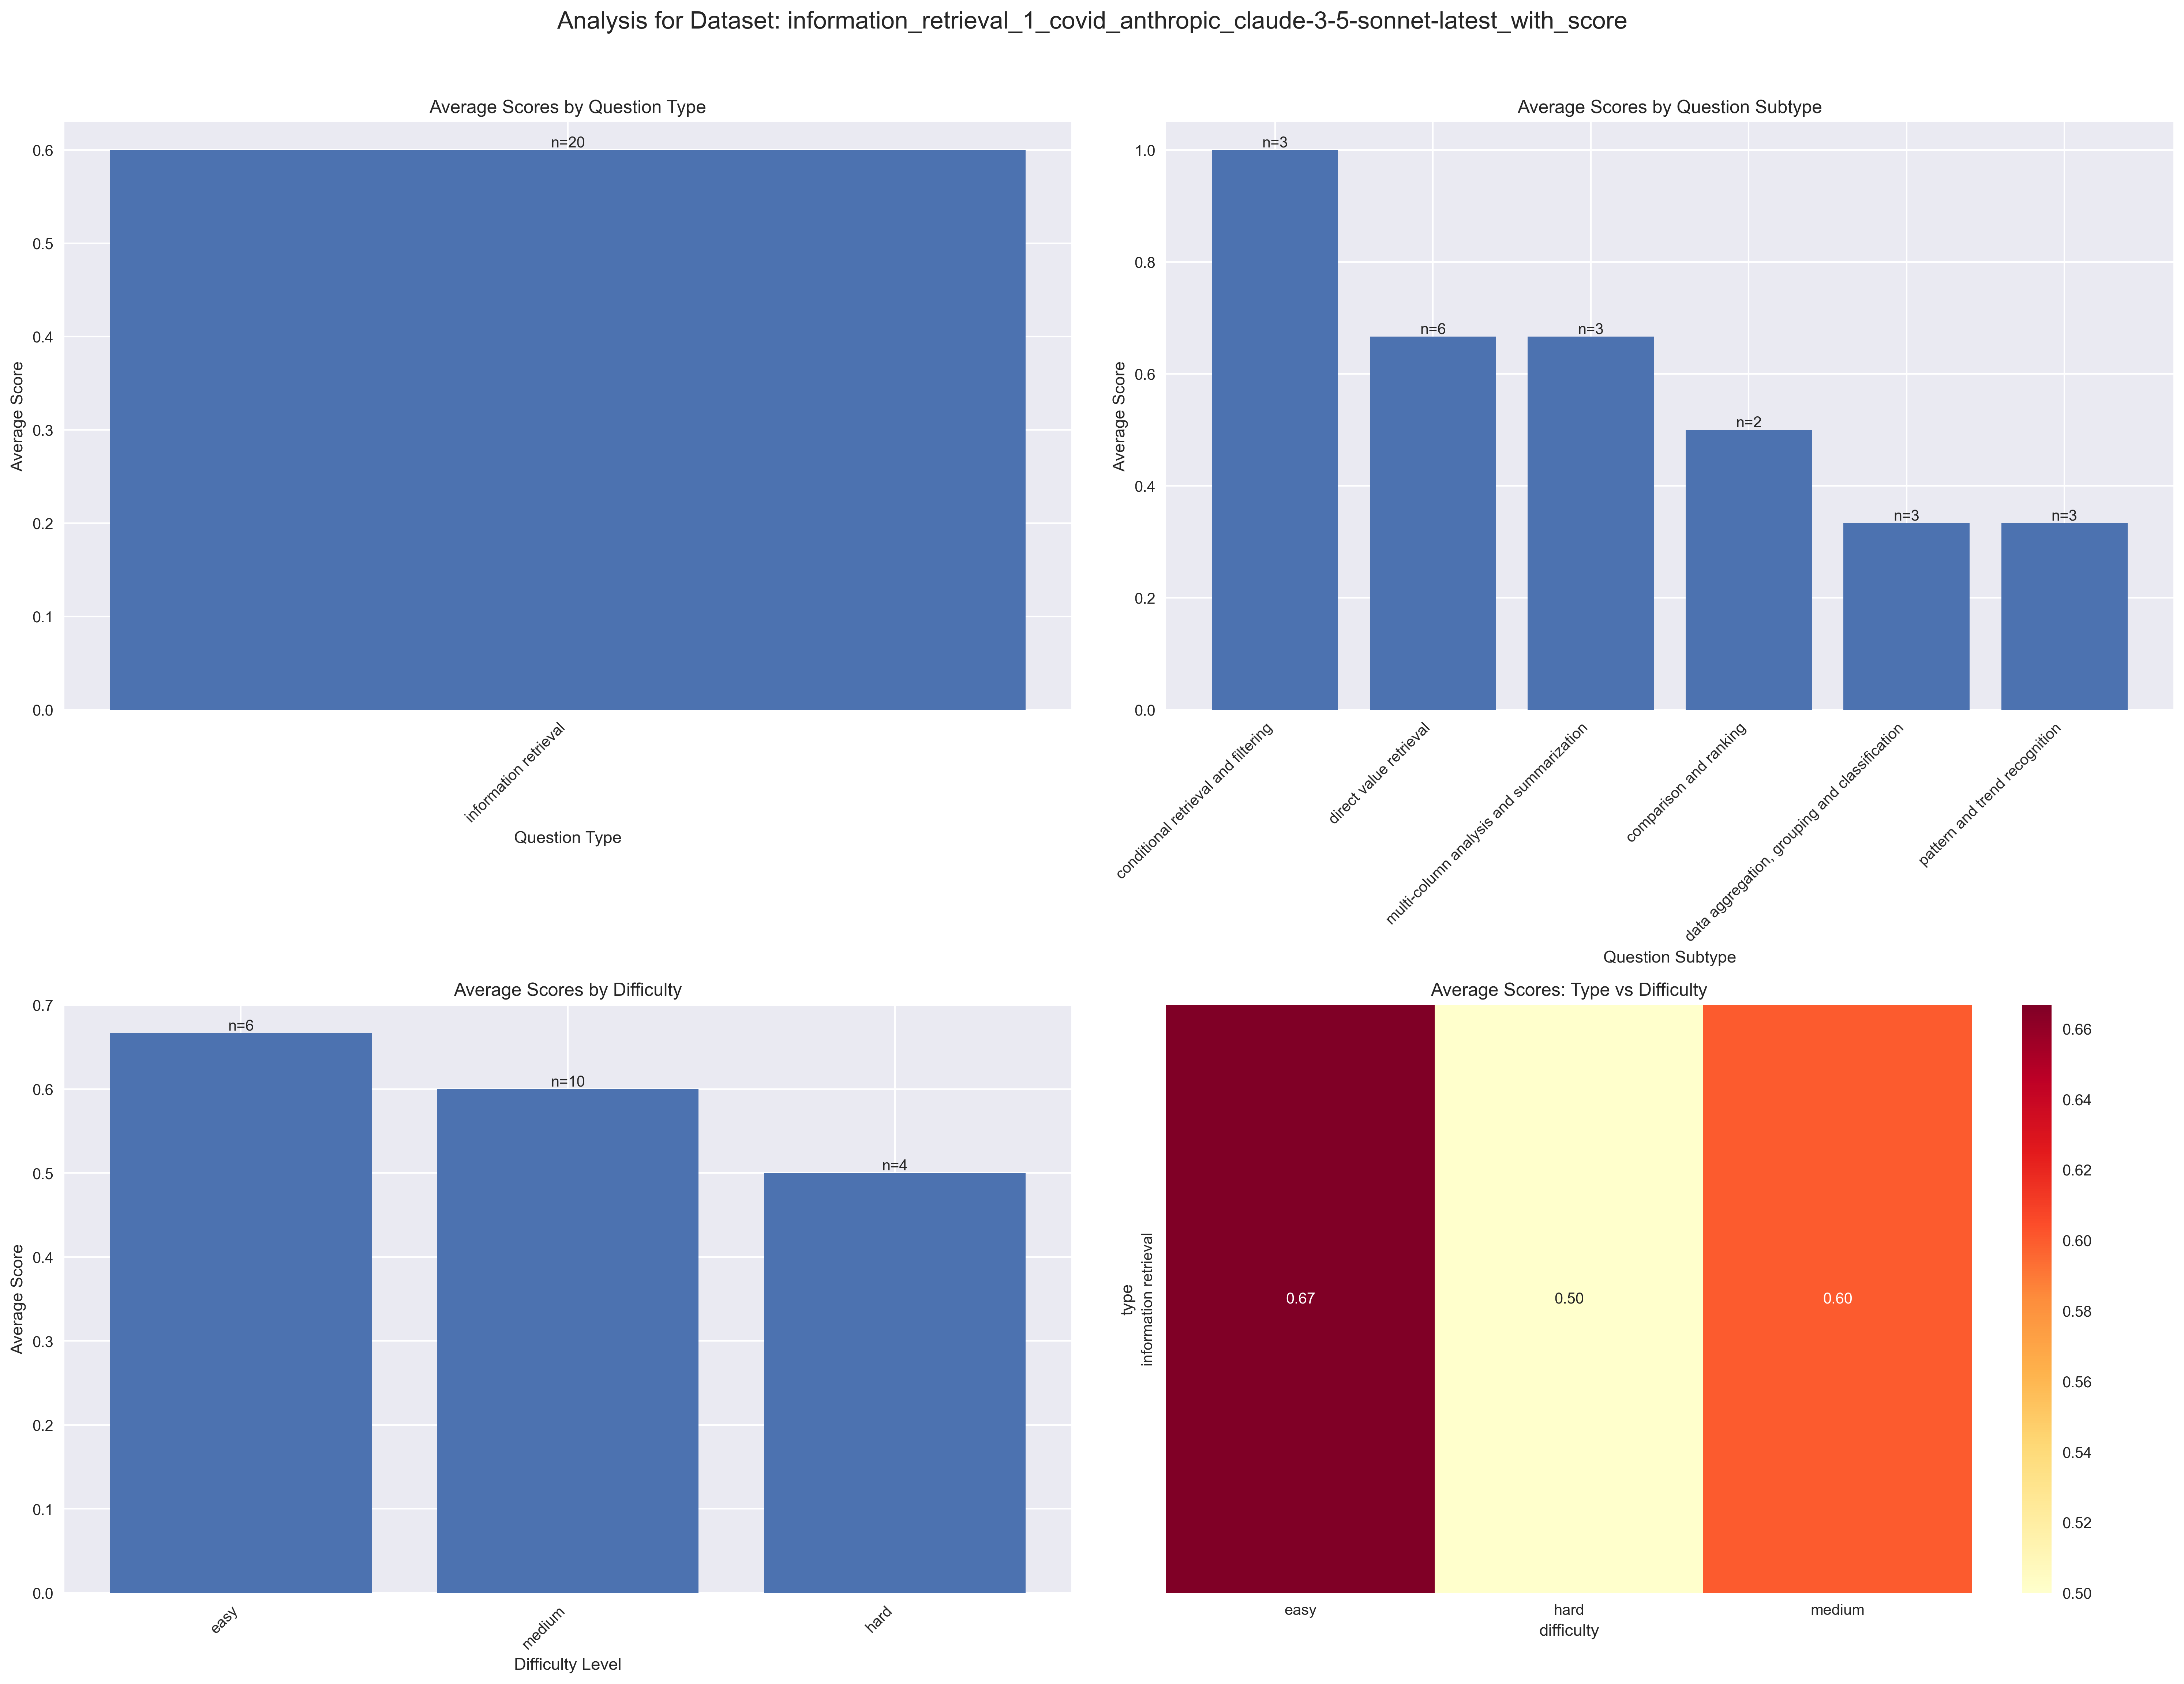 Analysis for Dataset: information_retrieval_1_covid_anthropic_claude-3-5-sonnet-latest_with_score
Average Scores by Question Type
n=20
0.6
0.5
0.4
0.3
0.2
0.1
0.0
Average Score
information retrieval
Question Type
Average Scores by Question Subtype
n=3
n=6
n=3
n=2
n=3
n=3
1.0
0.8
0.6
0.4
0.2
0.0
Average Score
conditional retrieval and filtering
direct value retrieval
multi-column analysis and summarization
comparison and ranking
data aggregation, grouping and classification
pattern and trend recognition
Question Subtype
Average Scores by Difficulty
n=6
n=10
n=4
0.7
0.6
0.5
0.4
0.3
0.2
0.1
0.0
Average Score
easy
medium
hard
Difficulty Level
Average Scores: Type vs Difficulty
type
information retrieval
0.67
0.50
0.60
easy
hard
medium
difficulty
0.66
0.64
0.62
0.60
0.58
0.56
0.54
0.52
0.50